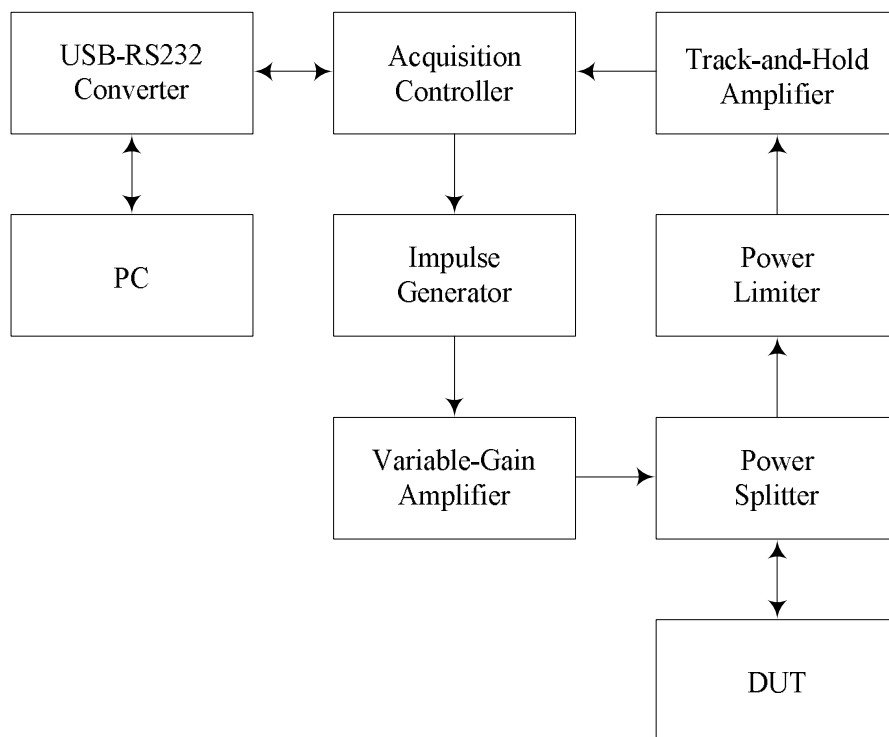 USB-RS232
Converter
Acquisition
Controller
Track-and-Hold
Amplifier
PC
Impulse
Generator
Power
Limiter
Variable-Gain
Amplifier
Power
Splitter
DUT